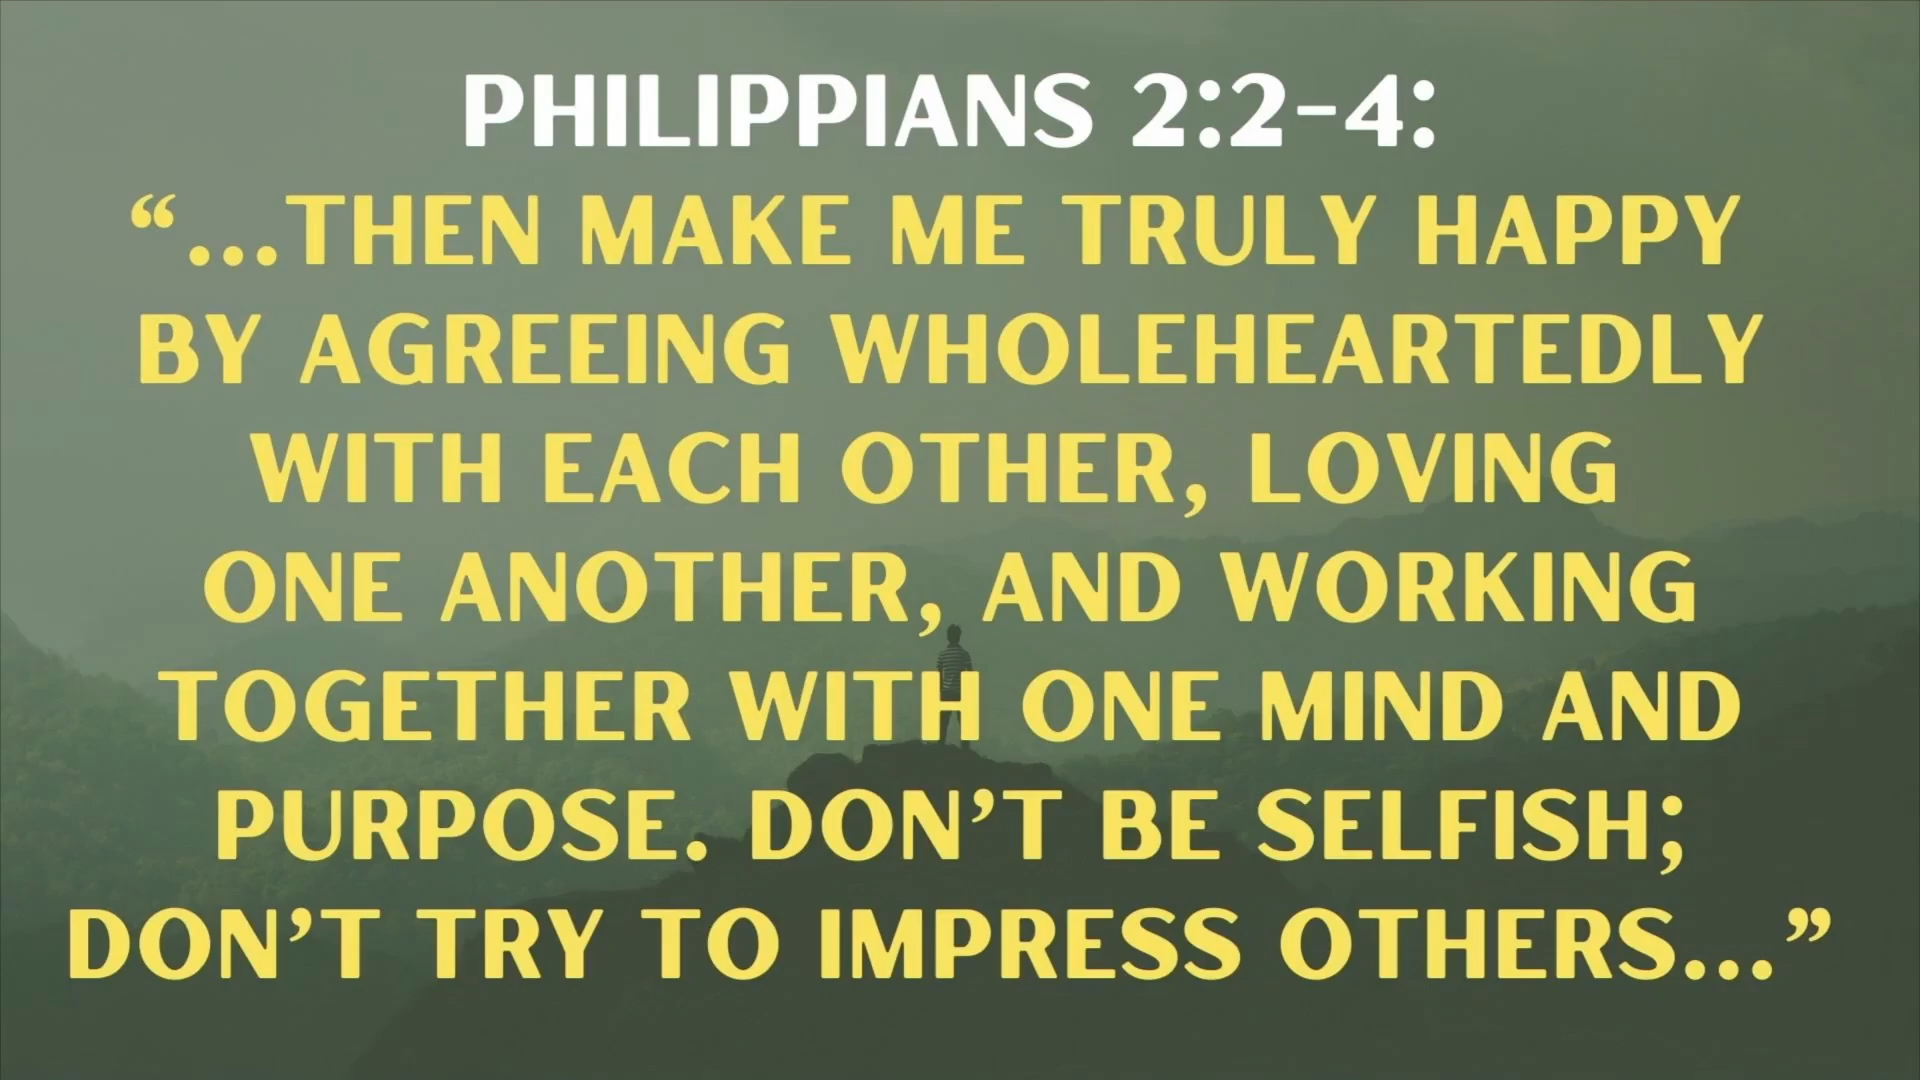 PHILIPPIANS 2:2-4:
“...THEN MAKE ME TRULY HAPPY
BY AGREEING WHOLEHEARTEDLY
WITH EACH OTHER, LOVING
ONE ANOTHER, AND WORKING
TOGETHER WITH ONE MIND AND
PURPOSE. DON’T BE SELFISH;
DON’T TRY TO IMPRESS OTHERS...”